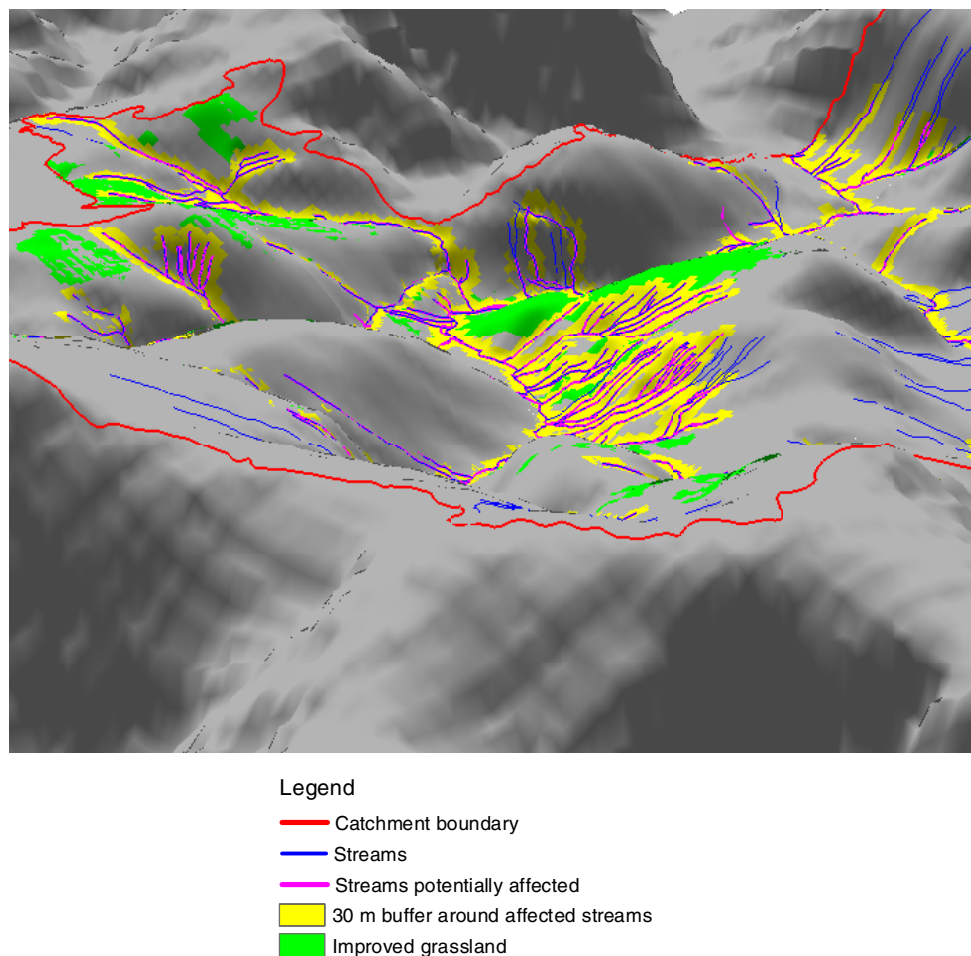 Legend
Catchment boundary
Streams
Streams potentially affected
30 m buffer around affected streams
Improved grassland